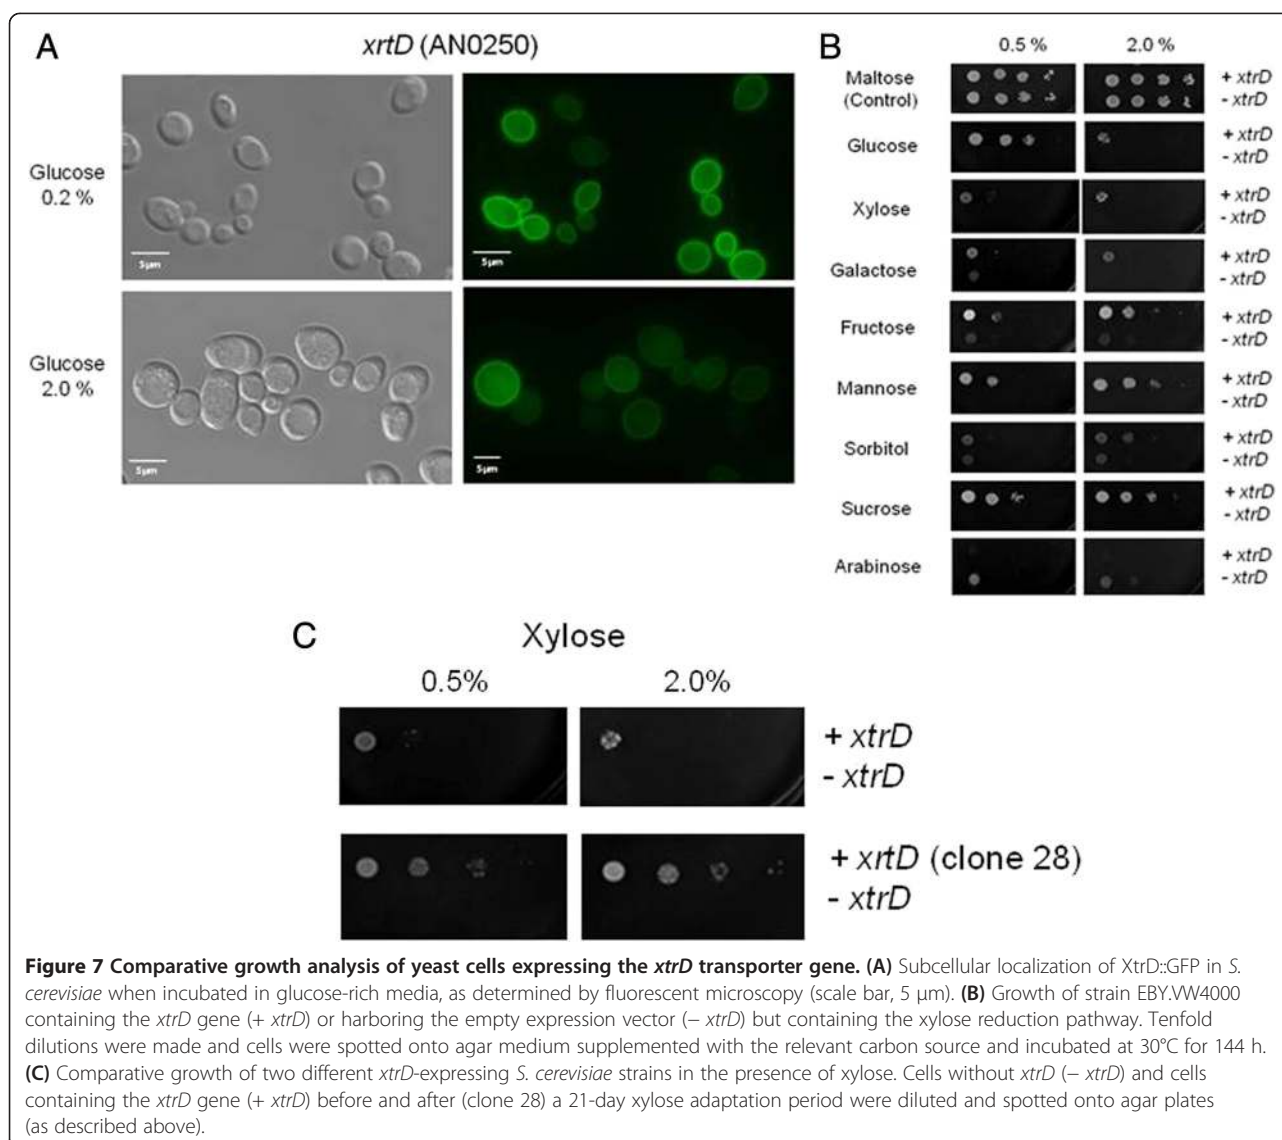 A
xrtD (AN0250)
Glucose
0.2 %
5µm
5µm
Glucose
2.0 %
5µm
5µm
B
0.5 % 2.0 %
Maltose
(Control)
+ xtrD
- xtrD
Glucose
+ xtrD
- xtrD
Xylose
+ xtrD
- xtrD
Galactose
+ xtrD
- xtrD
Fructose
+ xtrD
- xtrD
Mannose
+ xtrD
- xtrD
Sorbitol
+ xtrD
- xtrD
Sucrose
+ xtrD
- xtrD
Arabinose
+ xtrD
- xtrD
C
Xylose
0.5% 2.0%
+ xtrD
- xtrD
+ xrtD (clone 28)
- xtrD
Figure 7 Comparative growth analysis of yeast cells expressing the xtrD transporter gene. (A) Subcellular localization of XtrD::GFP in S.
cerevisiae when incubated in glucose-rich media, as determined by fluorescent microscopy (scale bar, 5 µm). (B) Growth of strain EBY.VW4000
containing the xtrD gene (+ xtrD) or harboring the empty expression vector (− xtrD) but containing the xylose reduction pathway. Tenfold
dilutions were made and cells were spotted onto agar medium supplemented with the relevant carbon source and incubated at 30°C for 144 h.
(C) Comparative growth of two different xtrD-expressing S. cerevisiae strains in the presence of xylose. Cells without xtrD (− xtrD) and cells
containing the xtrD gene (+ xtrD) before and after (clone 28) a 21-day xylose adaptation period were diluted and spotted onto agar plates
(as described above).